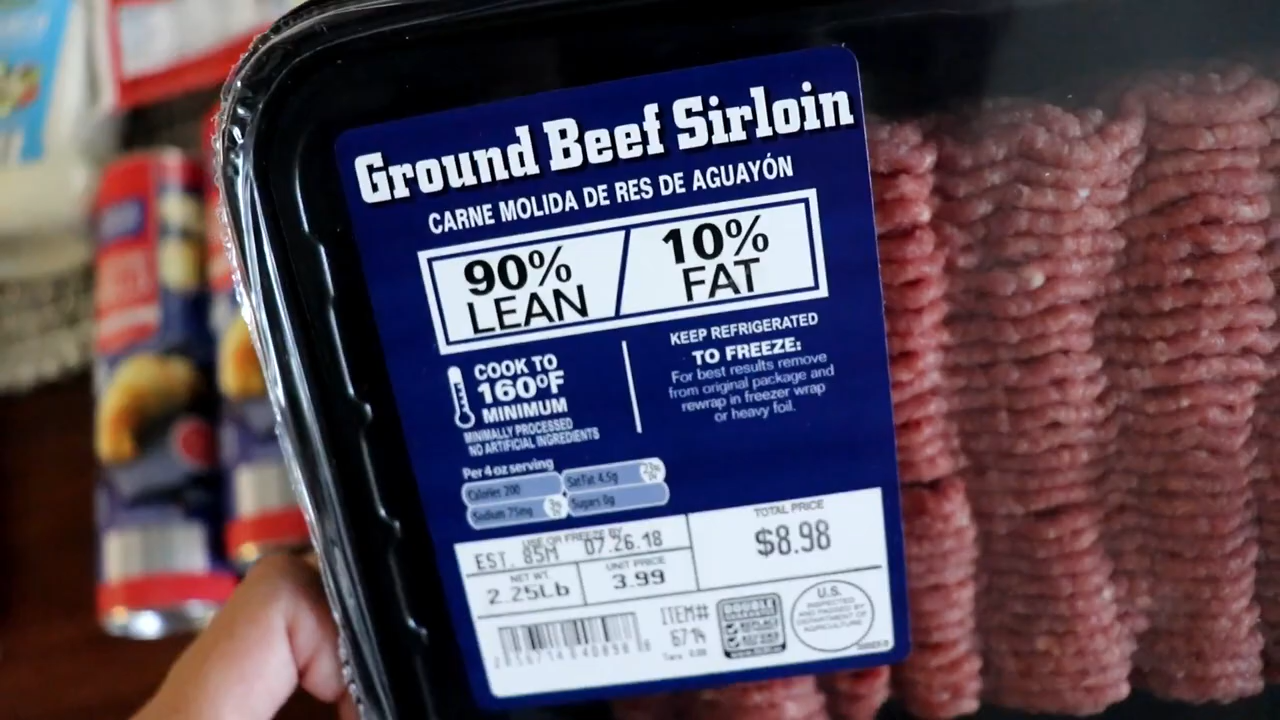 Ground Beef Sirloin
CARNE MOLIDA DE RES DE AGUAYÓN
90% LEAN
10% FAT
COOK TO
160ºF
MINIMUM
MINIMALLY PROCESSED
NO ARTIFICIAL INGREDIENTS
KEEP REFRIGERATED
TO FREEZE:
For best results remove
from original package and
rewrap in freezer wrap
or heavy foil.
Per 4 oz serving
Calories 200
Sat Fat 4.5g
Sodium 75mg
Sugars 0g
USE OR FREEZE BY
EST. 85M 07.26.18
NET WT
2.25Lb
UNIT PRICE
3.99
TOTAL PRICE
$8.98
ITEM#
6714
DOUBLE
REPLACE
U.S.
INSPECTED
AND PASSED BY
DEPARTMENT OF
AGRICULTURE